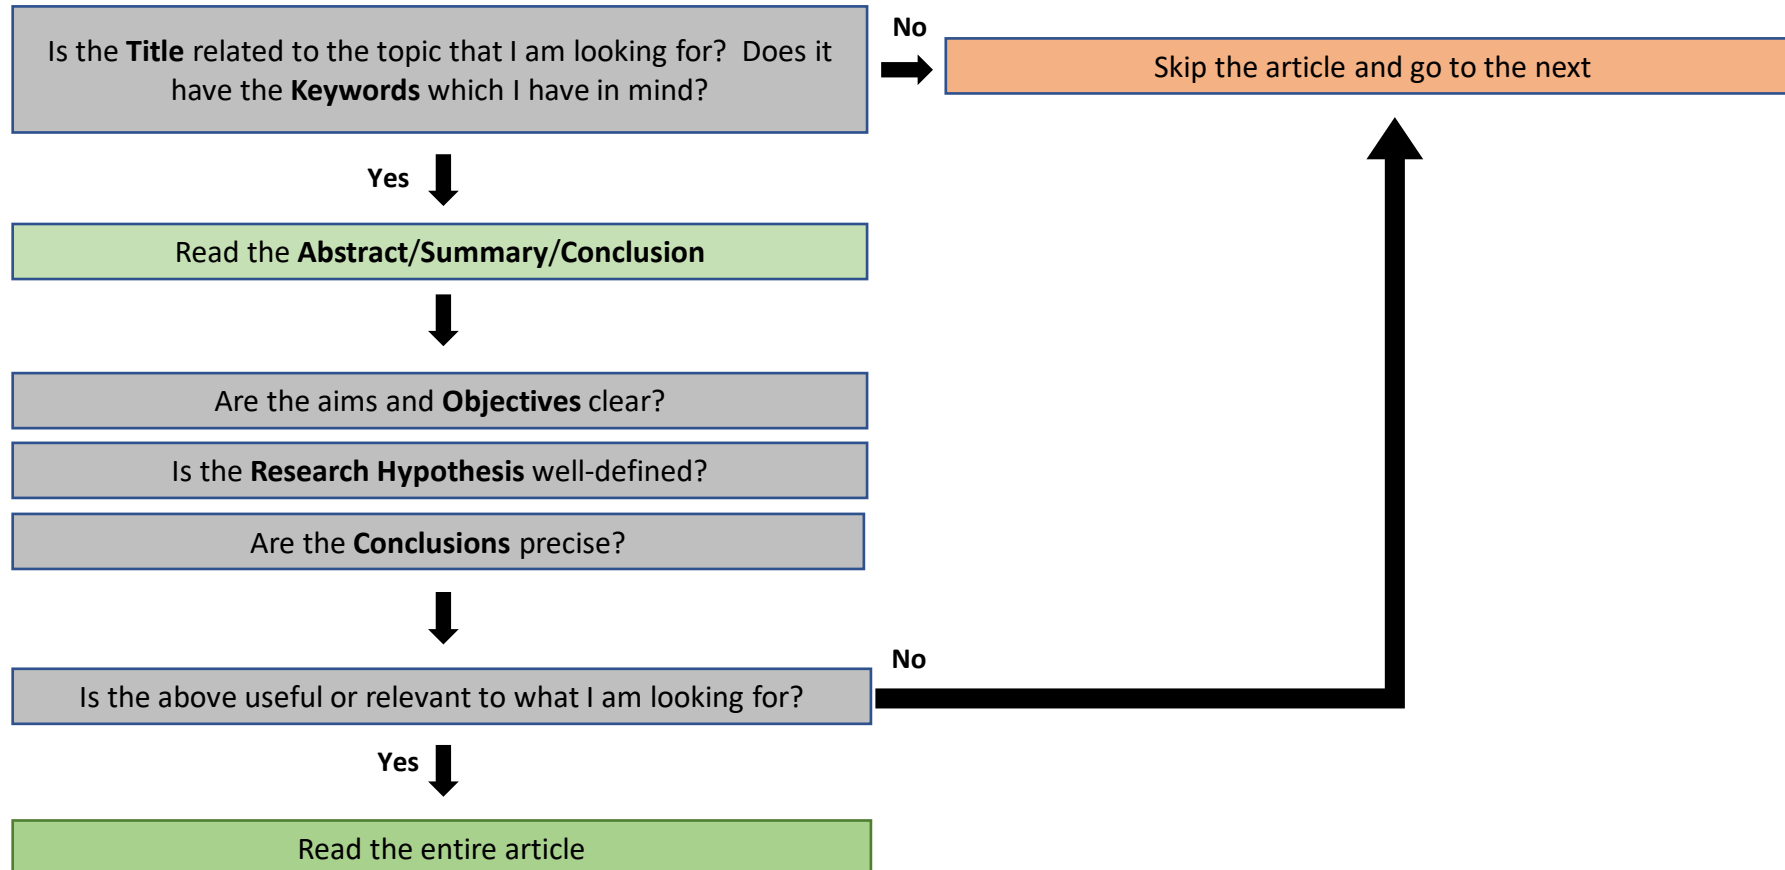 Is the Title related to the topic that I am looking for?  Does it
have the Keywords which I have in mind?
No
Skip the article and go to the next
Yes
Read the Abstract/Summary/Conclusion
Are the aims and Objectives clear?
Is the Research Hypothesis well-defined?
Are the Conclusions precise?
Is the above useful or relevant to what I am looking for?
No
Yes
Read the entire article